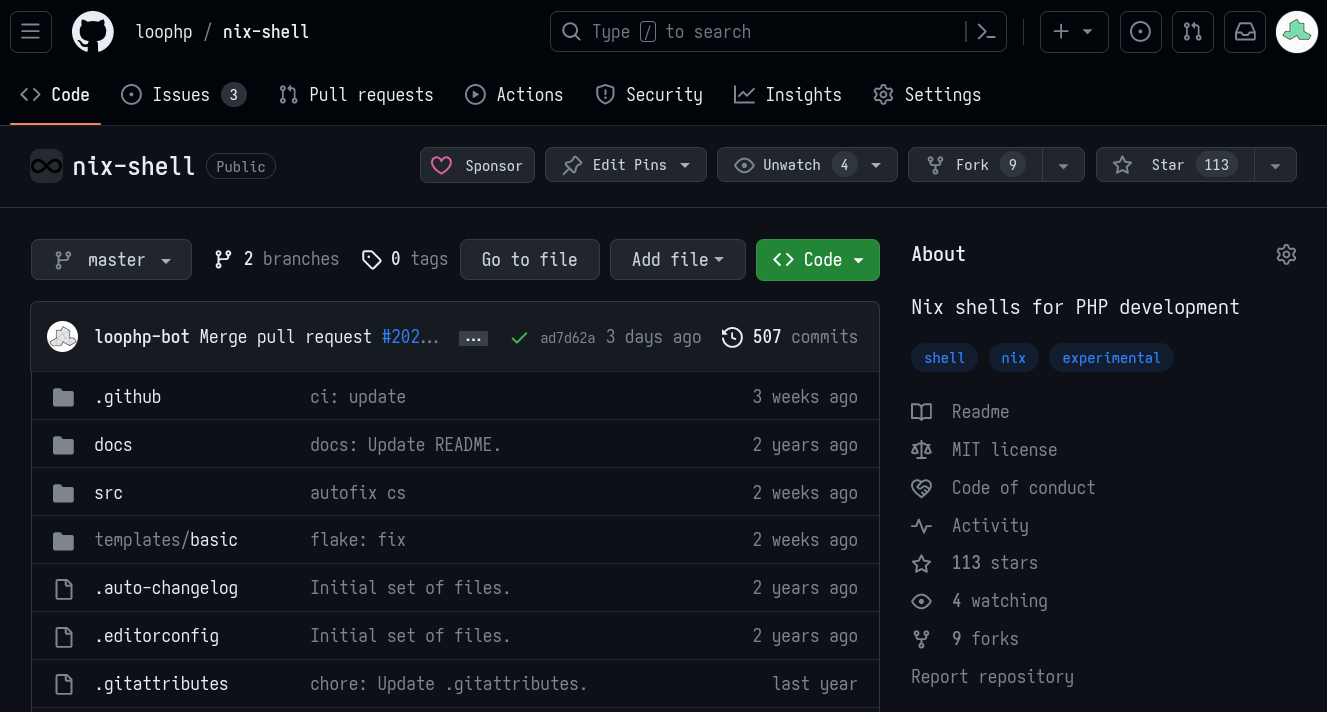 loophp / nix-shell
Type / to search
Code Issues 3 Pull requests Actions Security Insights Settings
nix-shell Public
Sponsor Edit Pins Unwatch 4 Fork 9 Star 113
master 2 branches 0 tags Go to file Add file Code
loophp-bot Merge pull request #202... ... ad7d62a 3 days ago 507 commits
.github ci: update 3 weeks ago
docs docs: Update README. 2 years ago
src autofix cs 2 weeks ago
templates/basic flake: fix 2 weeks ago
.auto-changelog Initial set of files. 2 years ago
.editorconfig Initial set of files. 2 years ago
.gitattributes chore: Update .gitattributes. last year
About
Nix shells for PHP development
shell nix experimental
Readme
MIT license
Code of conduct
Activity
113 stars
4 watching
9 forks
Report repository